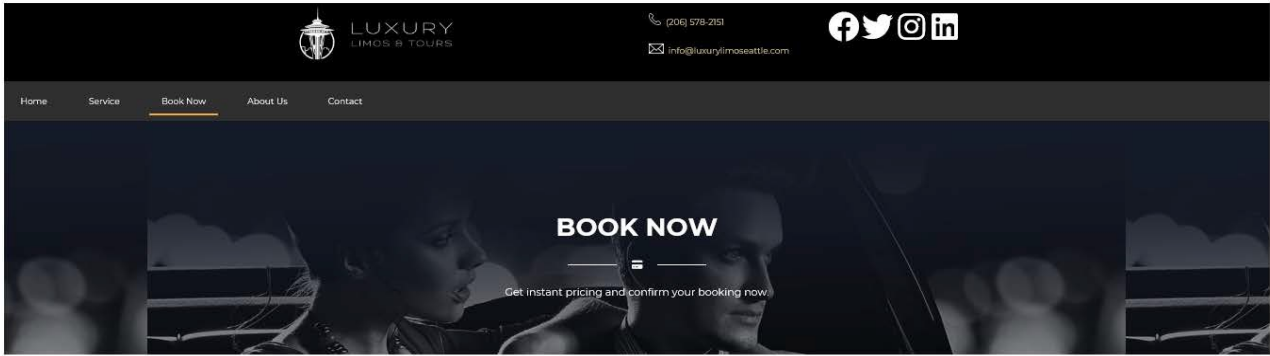 LUXURY
LIMOS & TOURS
(206) 578-2151
info@luxurylimoseattle.com
Home
Service
Book Now
About Us
Contact
BOOK NOW
Get instant pricing and confirm your booking now